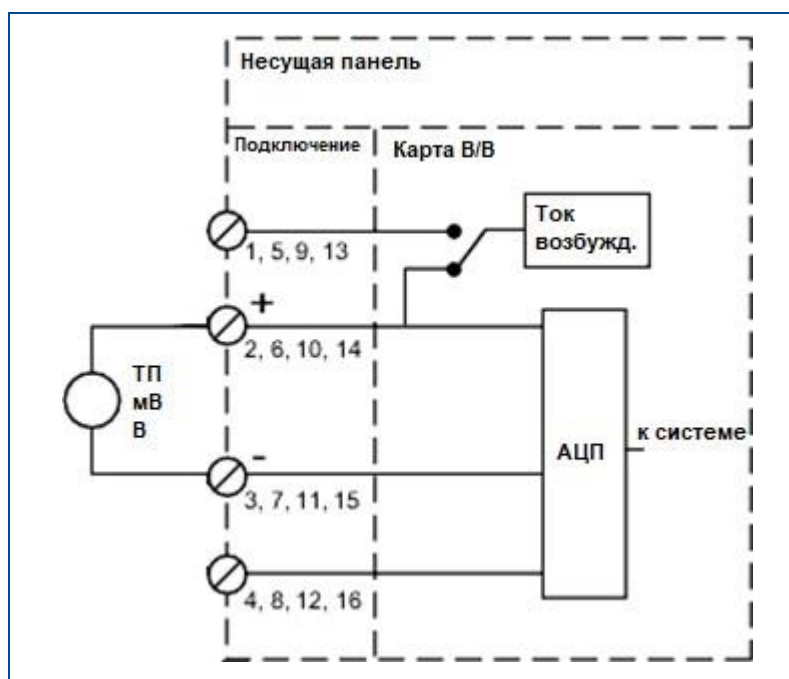 Несущая панель
Подключение
Карта В/В
Ток
возбужд.
1, 5, 9, 13
+
2, 6, 10, 14
ТП
мВ
В
-
3, 7, 11, 15
АЦП
к системе
4, 8, 12, 16